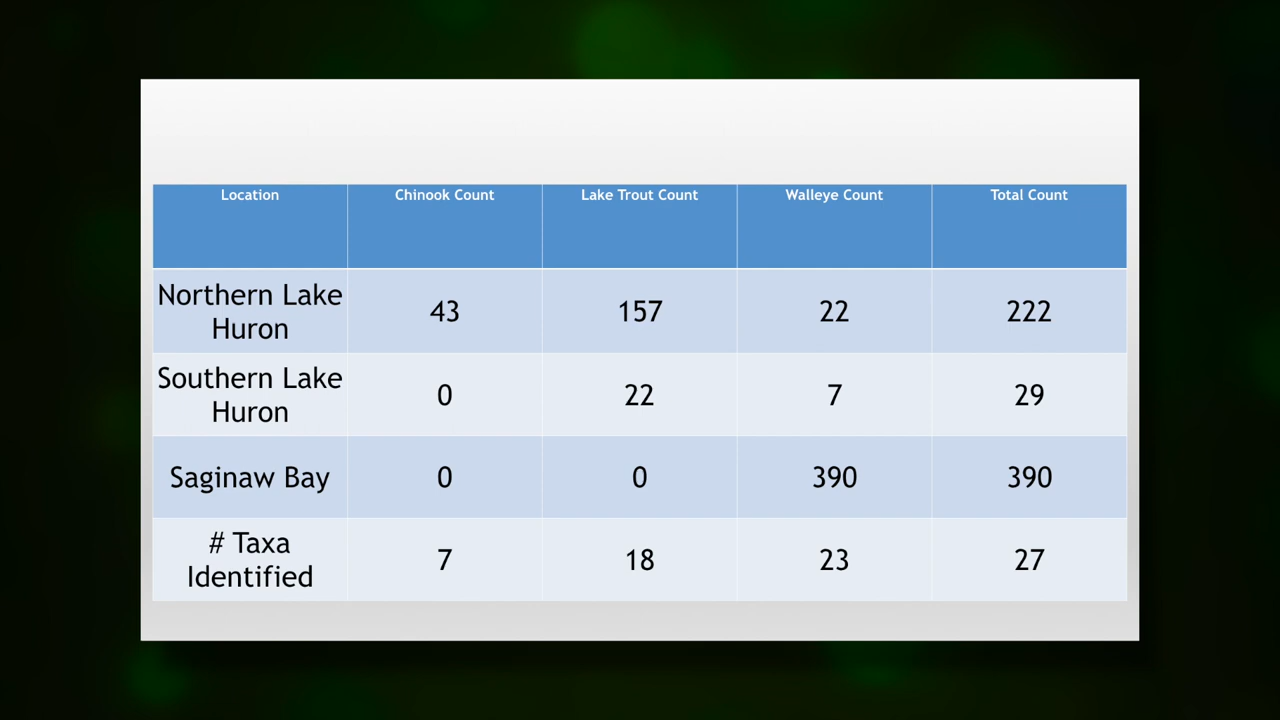 Location Chinook Count Lake Trout Count Walleye Count Total Count
Northern Lake
Huron
43 157 22 222
Southern Lake
Huron
0 22 7 29
Saginaw Bay 0 0 390 390
# Taxa
Identified
7 18 23 27